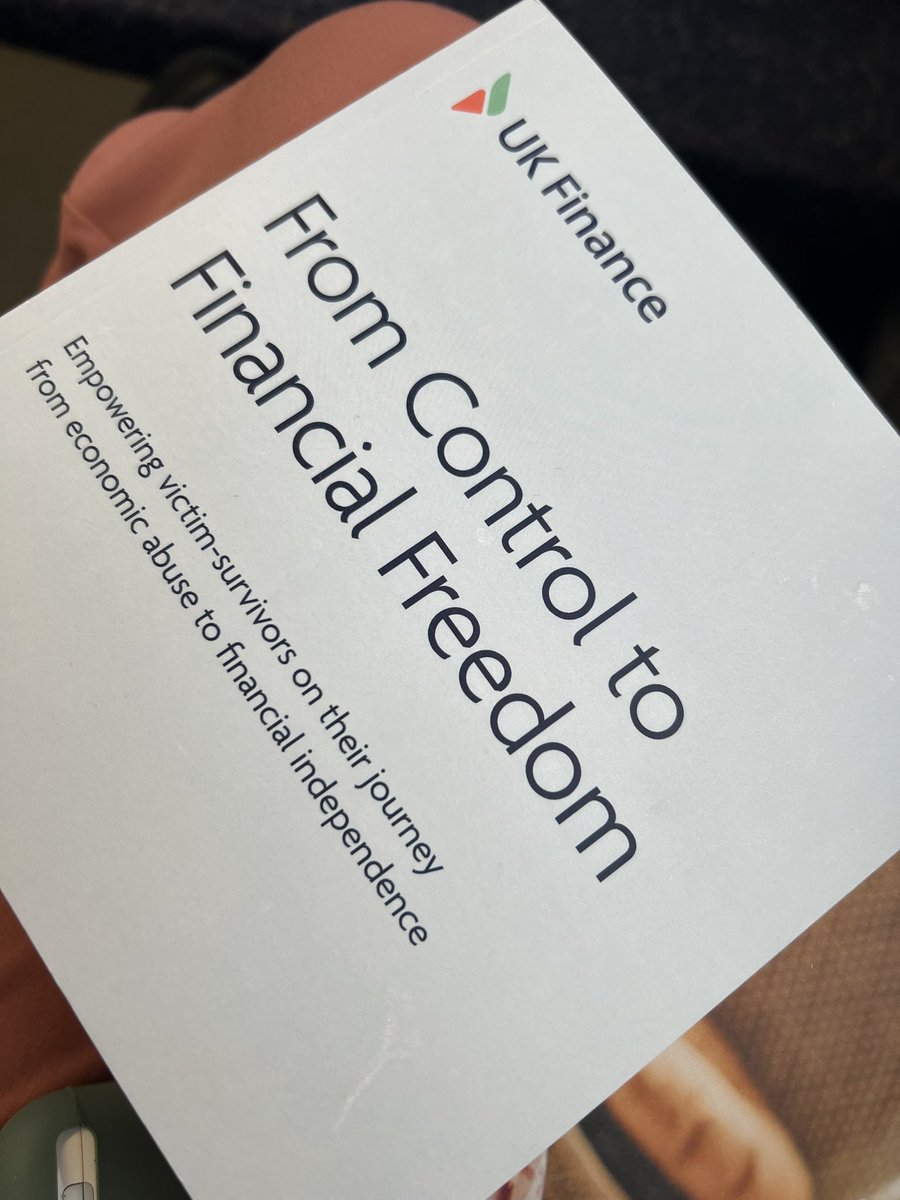 UK Finance
From Control to
Financial Freedom
Empowering victim-survivors on their journey
from economic abuse to financial independence